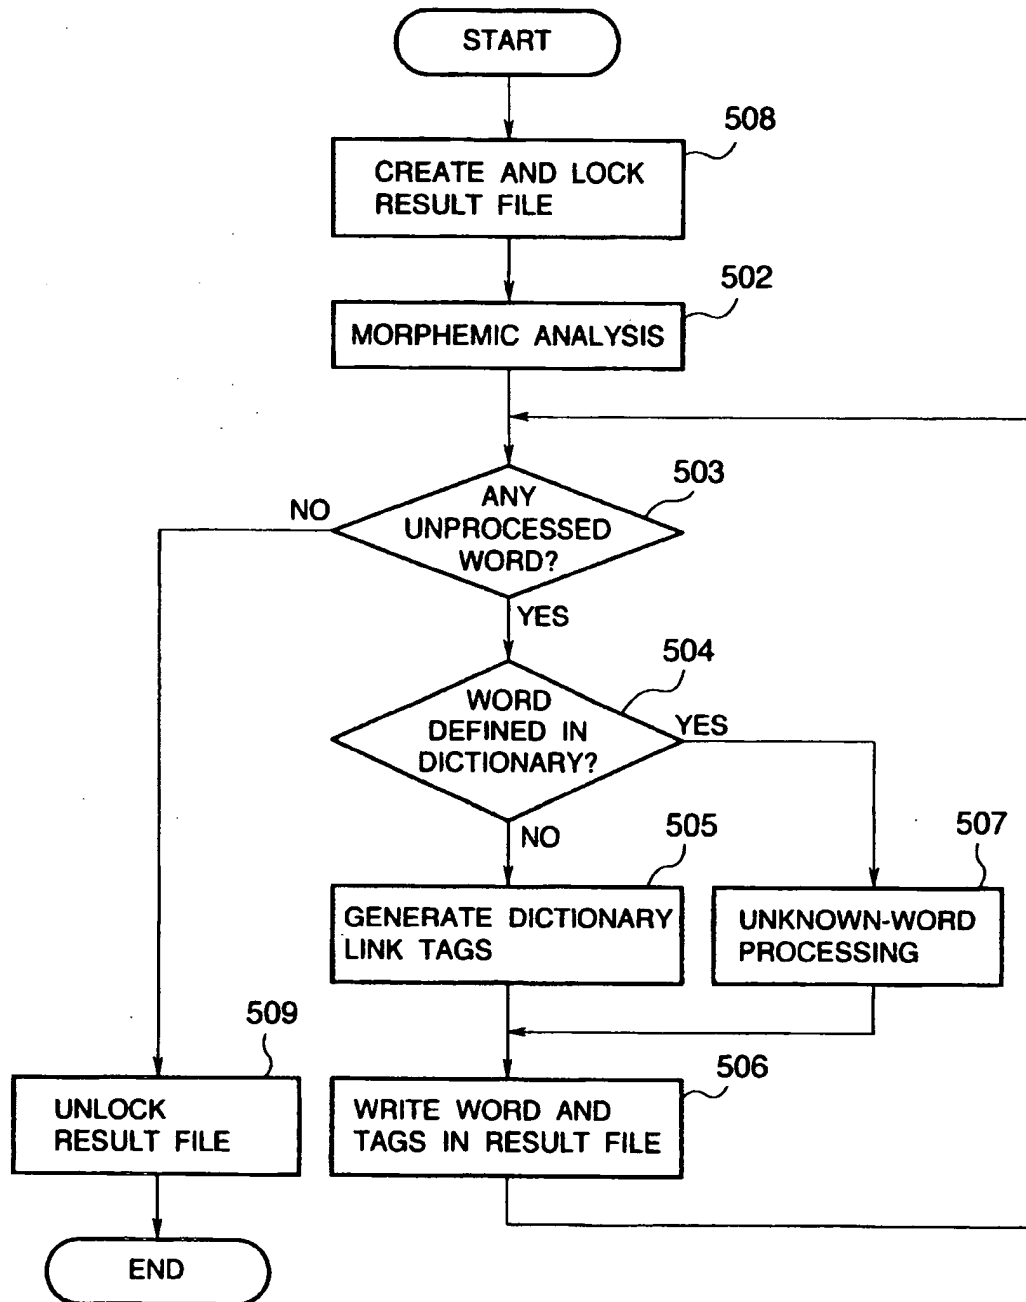 START
508
CREATE AND LOCK
RESULT FILE
502
MORPHEMIC ANALYSIS
503
NO
ANY
UNPROCESSED
WORD?
YES
504
WORD
DEFINED IN
DICTIONARY?
YES
NO
505
507
GENERATE DICTIONARY
LINK TAGS
UNKNOWN-WORD
PROCESSING
509
506
UNLOCK
RESULT FILE
WRITE WORD AND
TAGS IN RESULT FILE
END